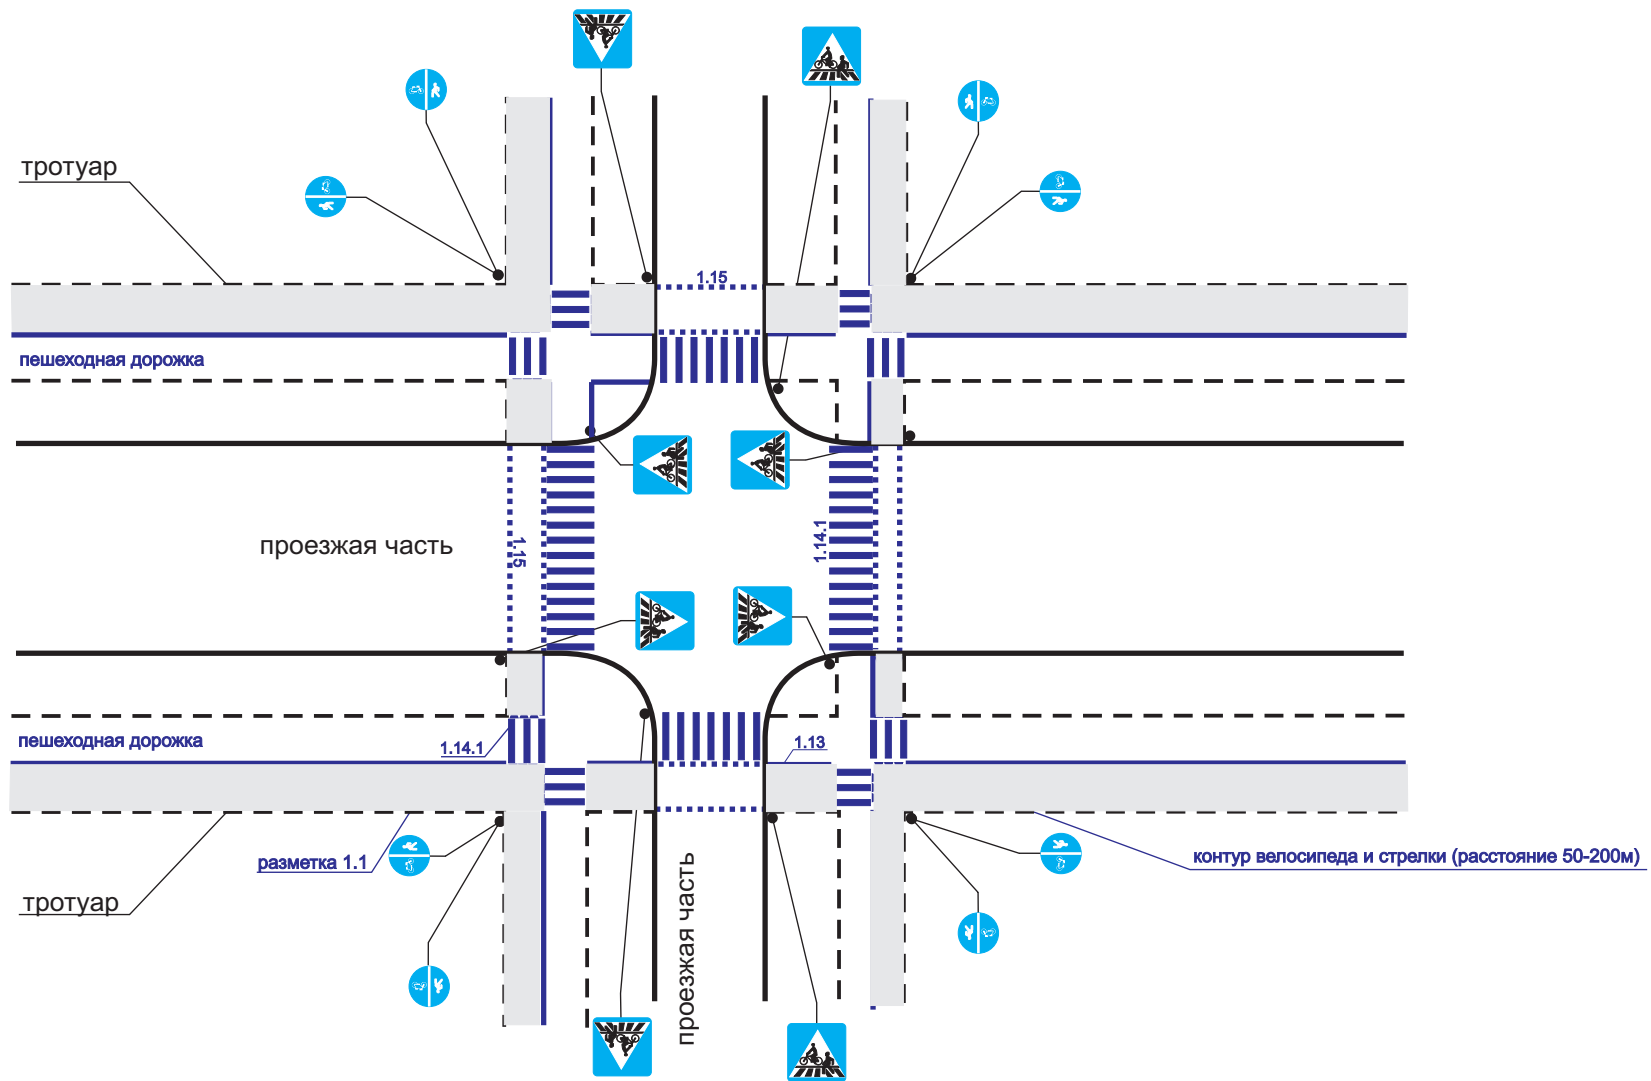 тротуар
1.15
пешеходная дорожка
проезжая часть
1.15
1.14.1
пешеходная дорожка
1.14.1
1.13
разметка 1.1
контур велосипеда и стрелки (расстояние 50-200м)
тротуар
проезжая часть